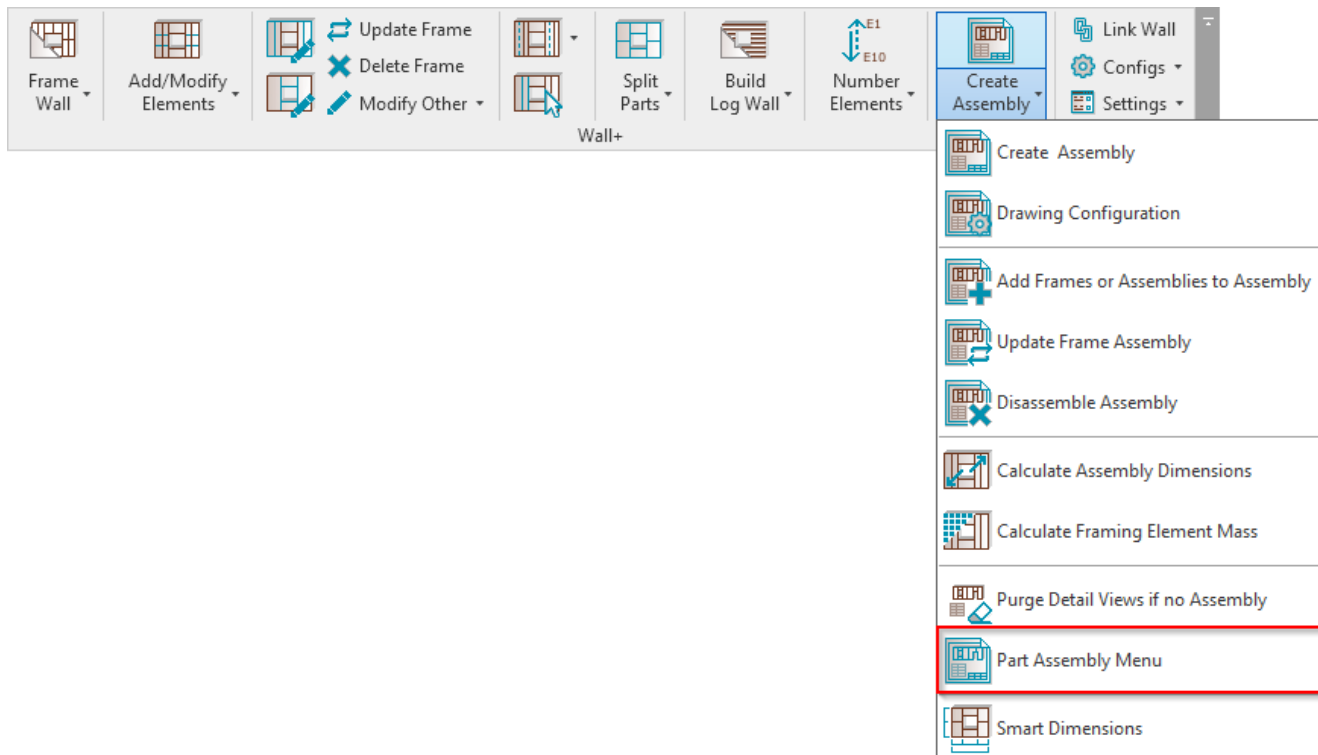 Frame
Wall
Add/Modify
Elements
Update Frame
Delete Frame
Modify Other
Split
Parts
Build
Log Wall
E1
E10
Number
Elements
Create
Assembly
Link Wall
Configs
Settings
Wall+
Create Assembly
Drawing Configuration
Add Frames or Assemblies to Assembly
Update Frame Assembly
Disassemble Assembly
Calculate Assembly Dimensions
Calculate Framing Element Mass
Purge Detail Views if no Assembly
Part Assembly Menu
Smart Dimensions